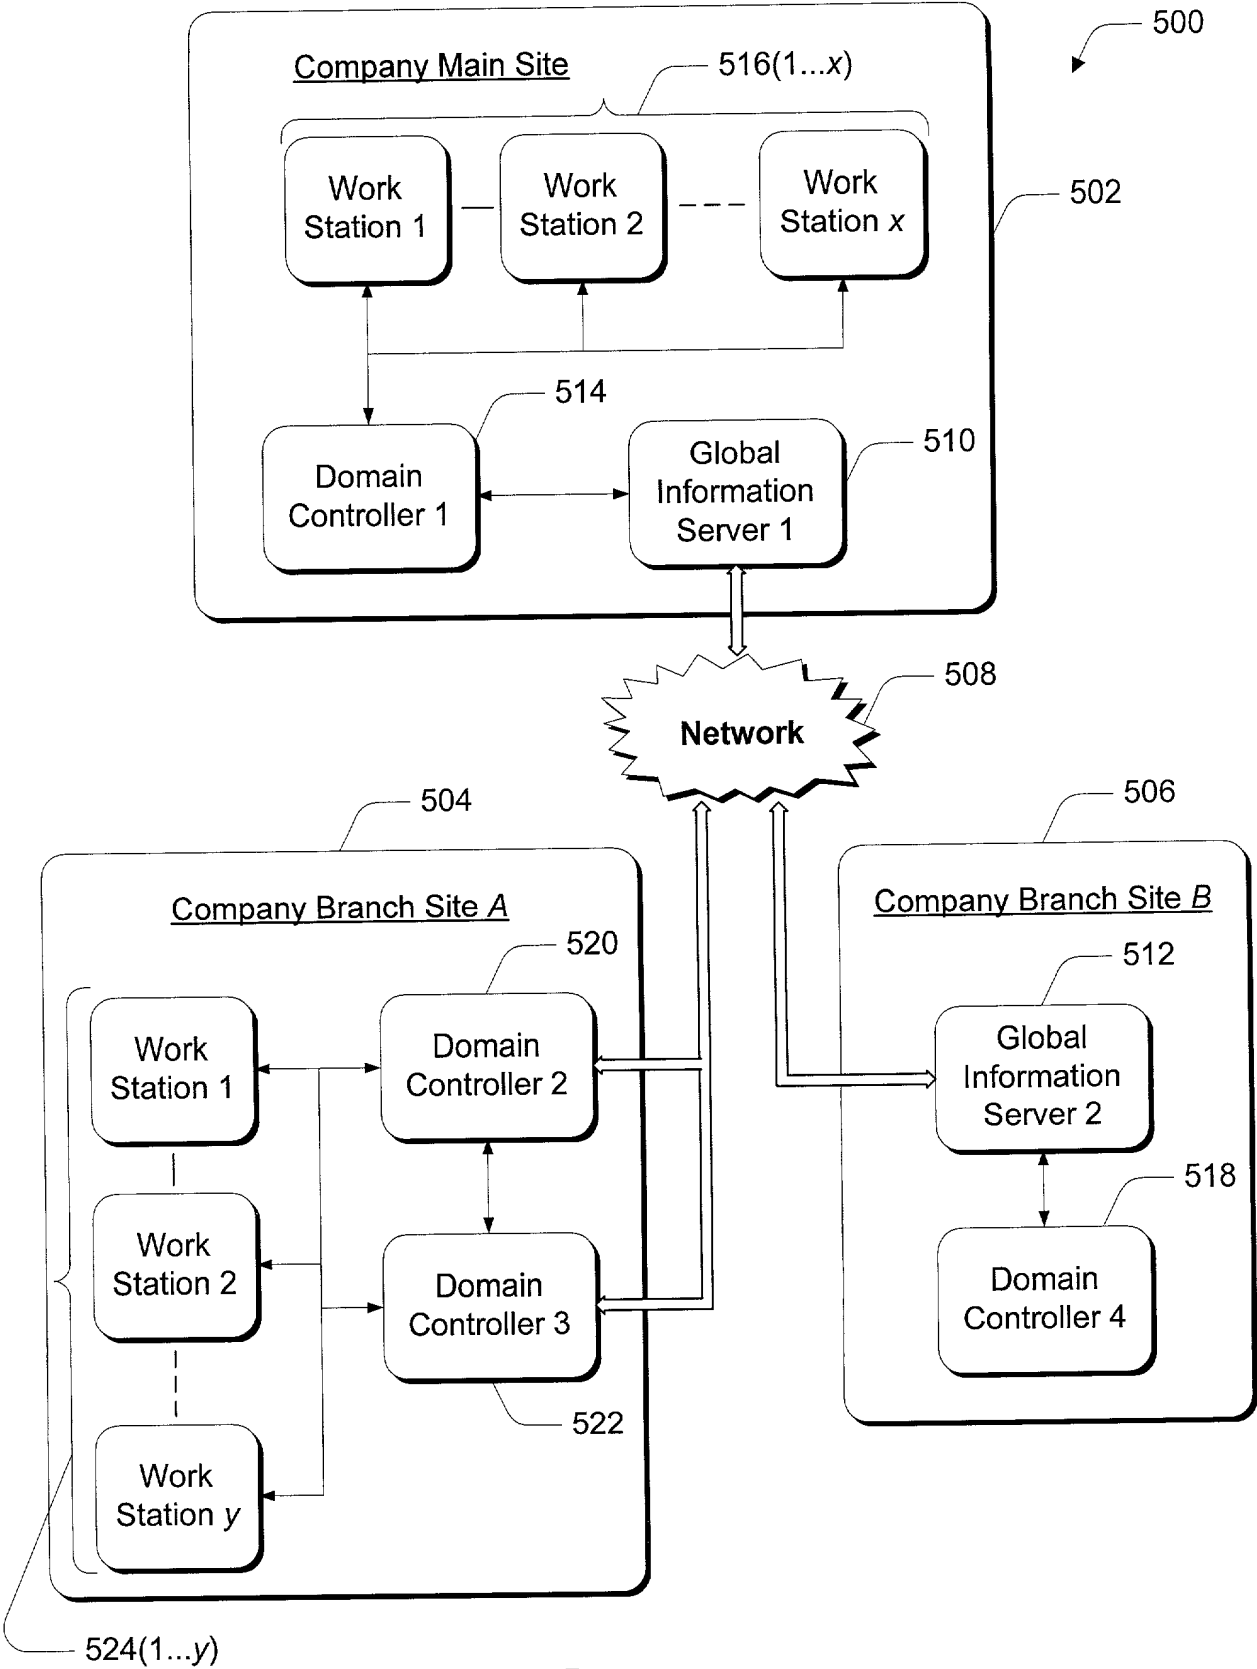 500
Company Main Site
516(1...x)
Work
Station 1
Work
Station 2
Work
Station x
502
514
Domain
Controller 1
510
Global
Information
Server 1
508
Network
504
Company Branch Site A
520
Work
Station 1
Domain
Controller 2
Work
Station 2
Domain
Controller 3
522
Work
Station y
524(1...y)
506
Company Branch Site B
512
Global
Information
Server 2
518
Domain
Controller 4